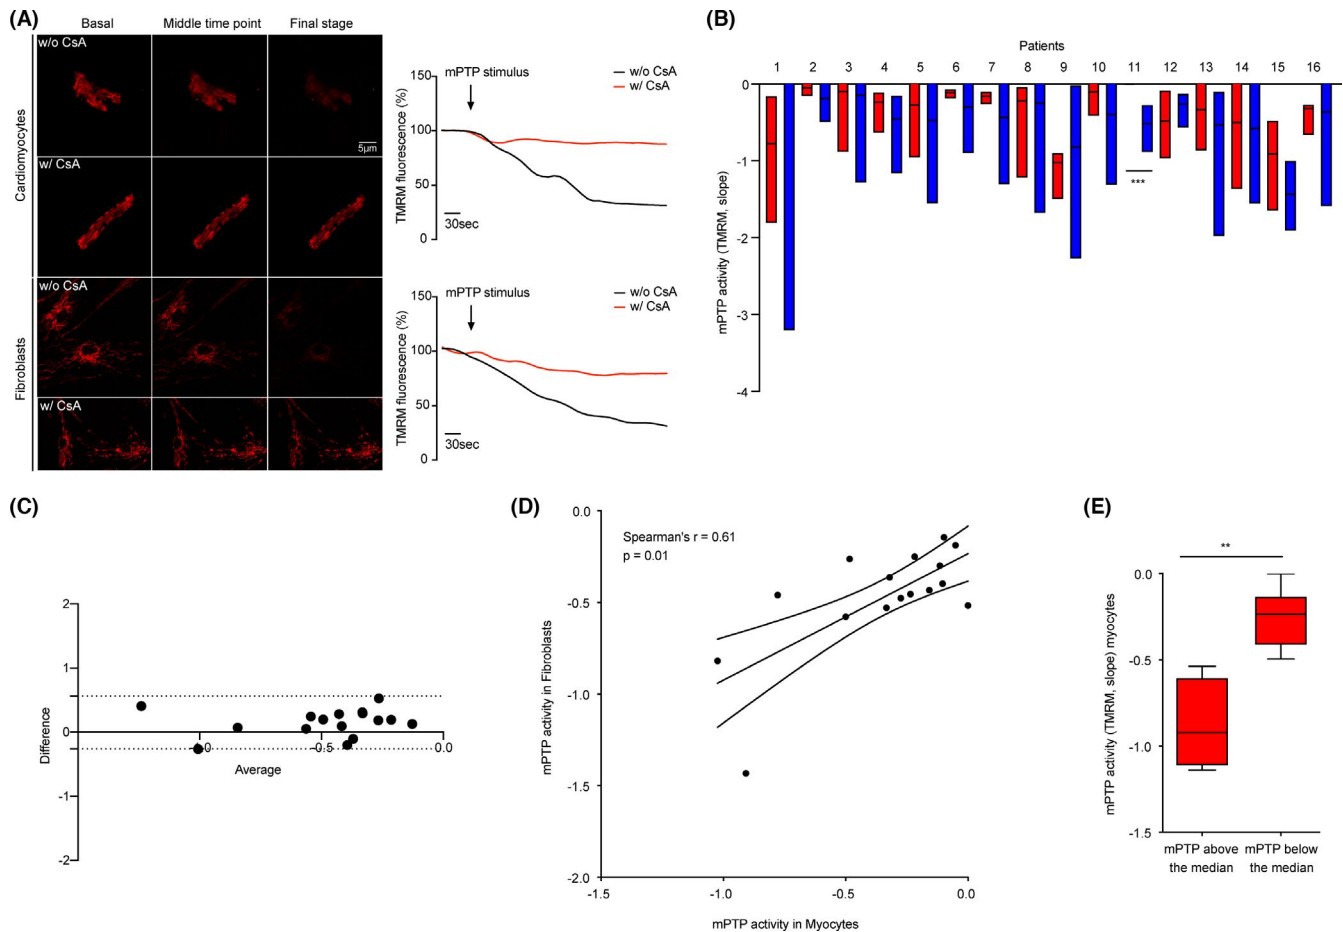 (A)
Basal Middle time point Final stage
Cardiomyocytes
w/o CsA
5µm
w/ CsA
Fibroblasts
w/o CsA
w/ CsA
mPTP stimulus
w/o CsA
w/ CsA
TMRM fluorescence (%)
150
100
50
0
30sec
mPTP stimulus
w/o CsA
w/ CsA
TMRM fluorescence (%)
150
100
50
0
30sec
(B)
Patients
1 2 3 4 5 6 7 8 9 10 11 12 13 14 15 16
mPTP activity (TMRM, slope)
0
-1
-2
-3
-4
***
(C)
Difference
2
1
0
-1
-2
-0.5 0.0
Average
(D)
Spearman's r = 0.61
p = 0.01
mPTP activity in Fibroblasts
0.0
-0.5
-1.0
-1.5
-2.0
-1.5 -1.0 -0.5 0.0
mPTP activity in Myocytes
(E)
**
mPTP activity (TMRM, slope) myocytes
0.0
-0.5
-1.0
-1.5
mPTP above mPTP below
the median the median